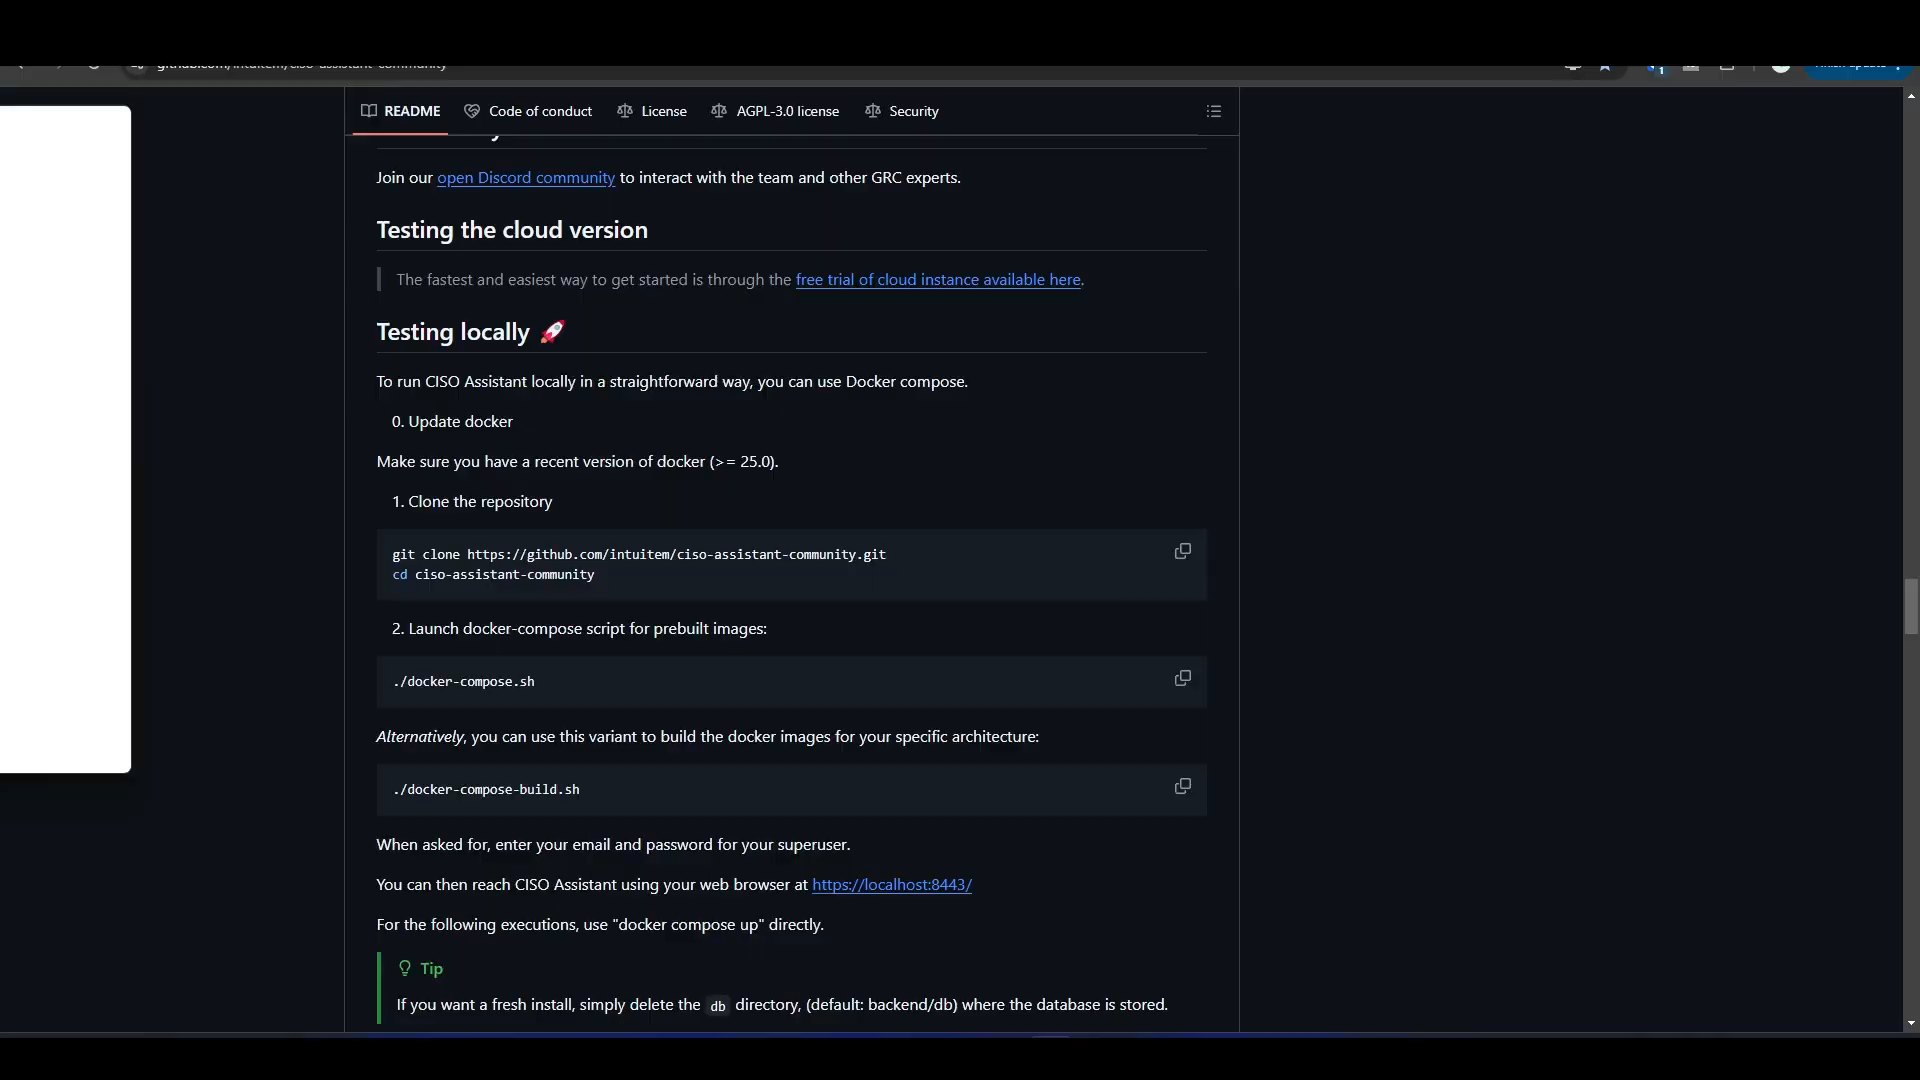 README Code of conduct License AGPL-3.0 license Security
Join our open Discord community to interact with the team and other GRC experts.
Testing the cloud version
The fastest and easiest way to get started is through the free trial of cloud instance available here.
Testing locally 🚀
To run CISO Assistant locally in a straightforward way, you can use Docker compose.
0. Update docker
Make sure you have a recent version of docker (>= 25.0).
1. Clone the repository
git clone https://github.com/intuitem/ciso-assistant-community.git
cd ciso-assistant-community
2. Launch docker-compose script for prebuilt images:
./docker-compose.sh
Alternatively, you can use this variant to build the docker images for your specific architecture:
./docker-compose-build.sh
When asked for, enter your email and password for your superuser.
You can then reach CISO Assistant using your web browser at https://localhost:8443/
For the following executions, use "docker compose up" directly.
Tip
If you want a fresh install, simply delete the db directory, (default: backend/db) where the database is stored.